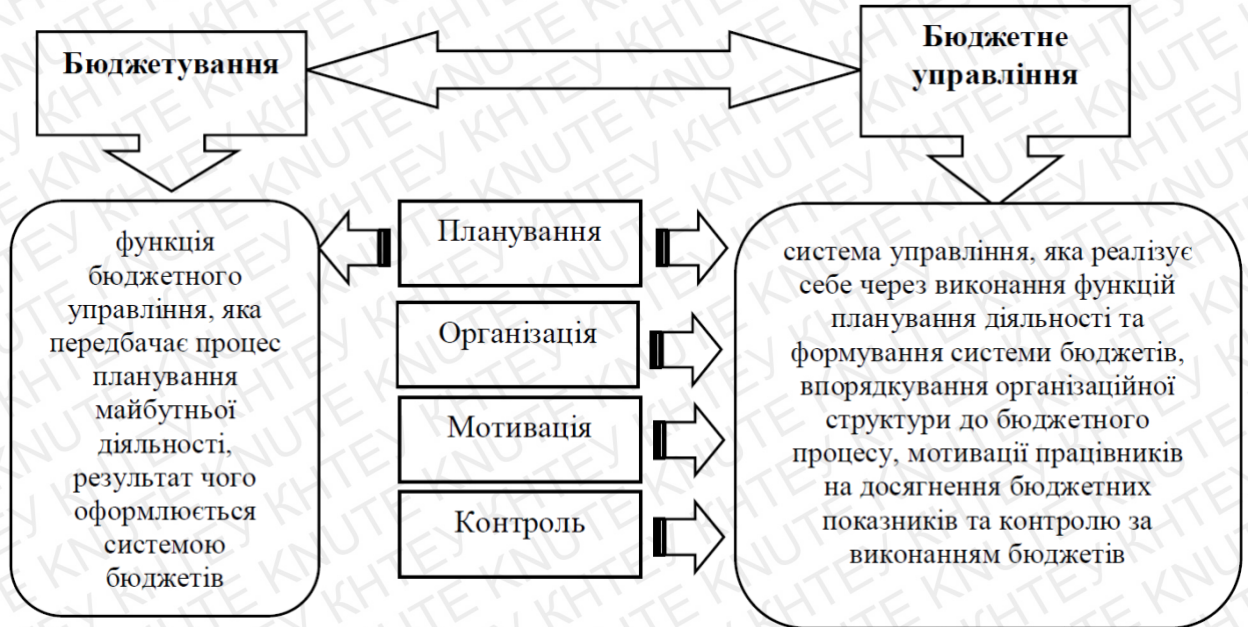 Бюджетування
Бюджетне
управління
функція
бюджетного
управління, яка
передбачає процес
планування
майбутньої
діяльності,
результат чого
оформлюється
системою
бюджетів
Планування
Організація
Мотивація
Контроль
система управління, яка реалізує
себе через виконання функцій
планування діяльності та
формування системи бюджетів,
впорядкування організаційної
структури до бюджетного
процесу, мотивації працівників
на досягнення бюджетних
показників та контролю за
виконанням бюджетів
КНТЕУ KNUTE